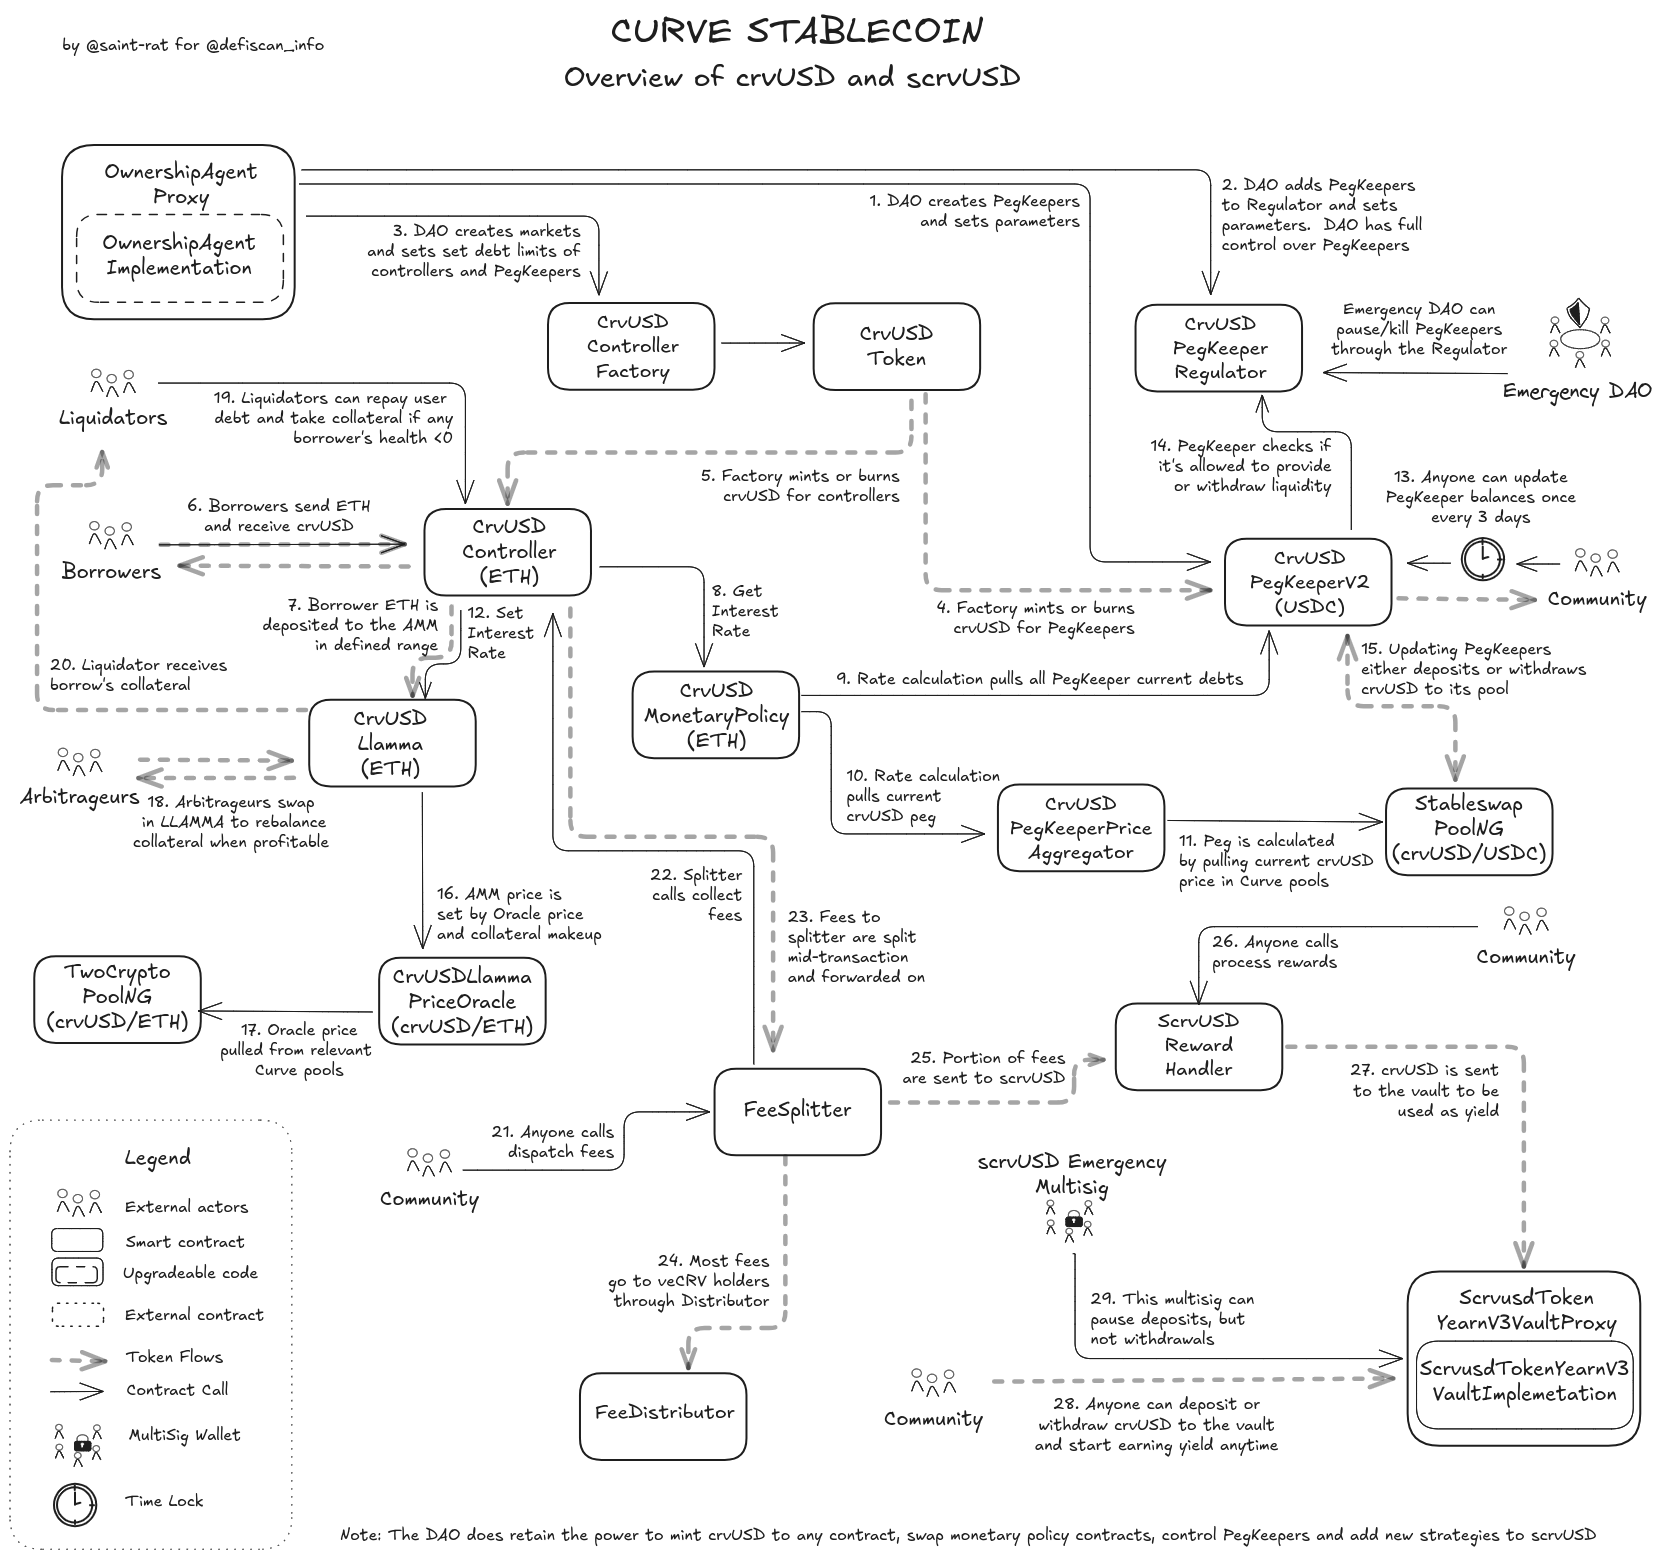 CURVE STABLECOIN
by @saint-rat for @defiscan_info
Overview of crvUSD and scrvUSD
OwnershipAgent
Proxy
OwnershipAgent
Implementation
1. DAO creates PegKeepers
and sets parameters
2. DAO adds PegKeepers
to Regulator and sets
parameters. DAO has full
control over PegKeepers
3. DAO creates markets
and sets set debt limits of
controllers and PegKeepers
CrvUSD
Controller
Factory
CrvUSD
Token
CrvUSD
PegKeeper
Regulator
Emergency DAO can
pause/kill PegKeepers
through the Regulator
Emergency DAO
Liquidators
19. Liquidators can repay user
debt and take collateral if any
borrower's health <0
5. Factory mints or burns
crvUSD for controllers
14. PegKeeper checks if
it's allowed to provide
or withdraw liquidity
13. Anyone can update
PegKeeper balances once
every 3 days
6. Borrowers send ETH
and receive crvUSD
Borrowers
CrvUSD
Controller
(ETH)
CrvUSD
PegKeeperV2
(USDC)
Community
7. Borrower ETH is
deposited to the AMM
in defined range
12. Set
Interest
Rate
8. Get
Interest
Rate
4. Factory mints or burns
crvUSD for PegKeepers
20. Liquidator receives
borrow's collateral
15. Updating PegKeepers
either deposits or withdraws
crvUSD to its pool
9. Rate calculation pulls all PegKeeper current debts
CrvUSD
Llamma
(ETH)
CrvUSD
MonetaryPolicy
(ETH)
Arbitrageurs
18. Arbitrageurs swap
in LLAMMA to rebalance
collateral when profitable
10. Rate calculation
pulls current
crvUSD peg
CrvUSD
PegKeeperPrice
Aggregator
11. Peg is calculated
by pulling current crvUSD
price in Curve pools
Stableswap
PoolNG
(crvUSD/USDC)
16. AMM price is
set by Oracle price
and collateral makeup
22. Splitter
calls collect
fees
23. Fees to
splitter are split
mid-transaction
and forwarded on
26. Anyone calls
process rewards
Community
TwoCrypto
PoolNG
(crvUSD/ETH)
17. Oracle price
pulled from relevant
Curve pools
CrvUSDLlamma
PriceOracle
(crvUSD/ETH)
ScrvUSD
Reward
Handler
25. Portion of fees
are sent to scrvUSD
27. crvUSD is sent
to the vault to be
used as yield
FeeSplitter
21. Anyone calls
dispatch fees
Community
scrvUSD Emergency
Multisig
24. Most fees
go to veCRV holders
through Distributor
29. This multisig can
pause deposits, but
not withdrawals
ScrvusdToken
YearnV3VaultProxy
ScrvusdTokenYearnV3
VaultImplemetation
FeeDistributor
Community
28. Anyone can deposit or
withdraw crvUSD to the vault
and start earning yield anytime
Legend
External actors
Smart contract
Upgradeable code
External contract
Token Flows
Contract Call
MultiSig Wallet
Time Lock
Note: The DAO does retain the power to mint crvUSD to any contract, swap monetary policy contracts, control PegKeepers and add new strategies to scrvUSD